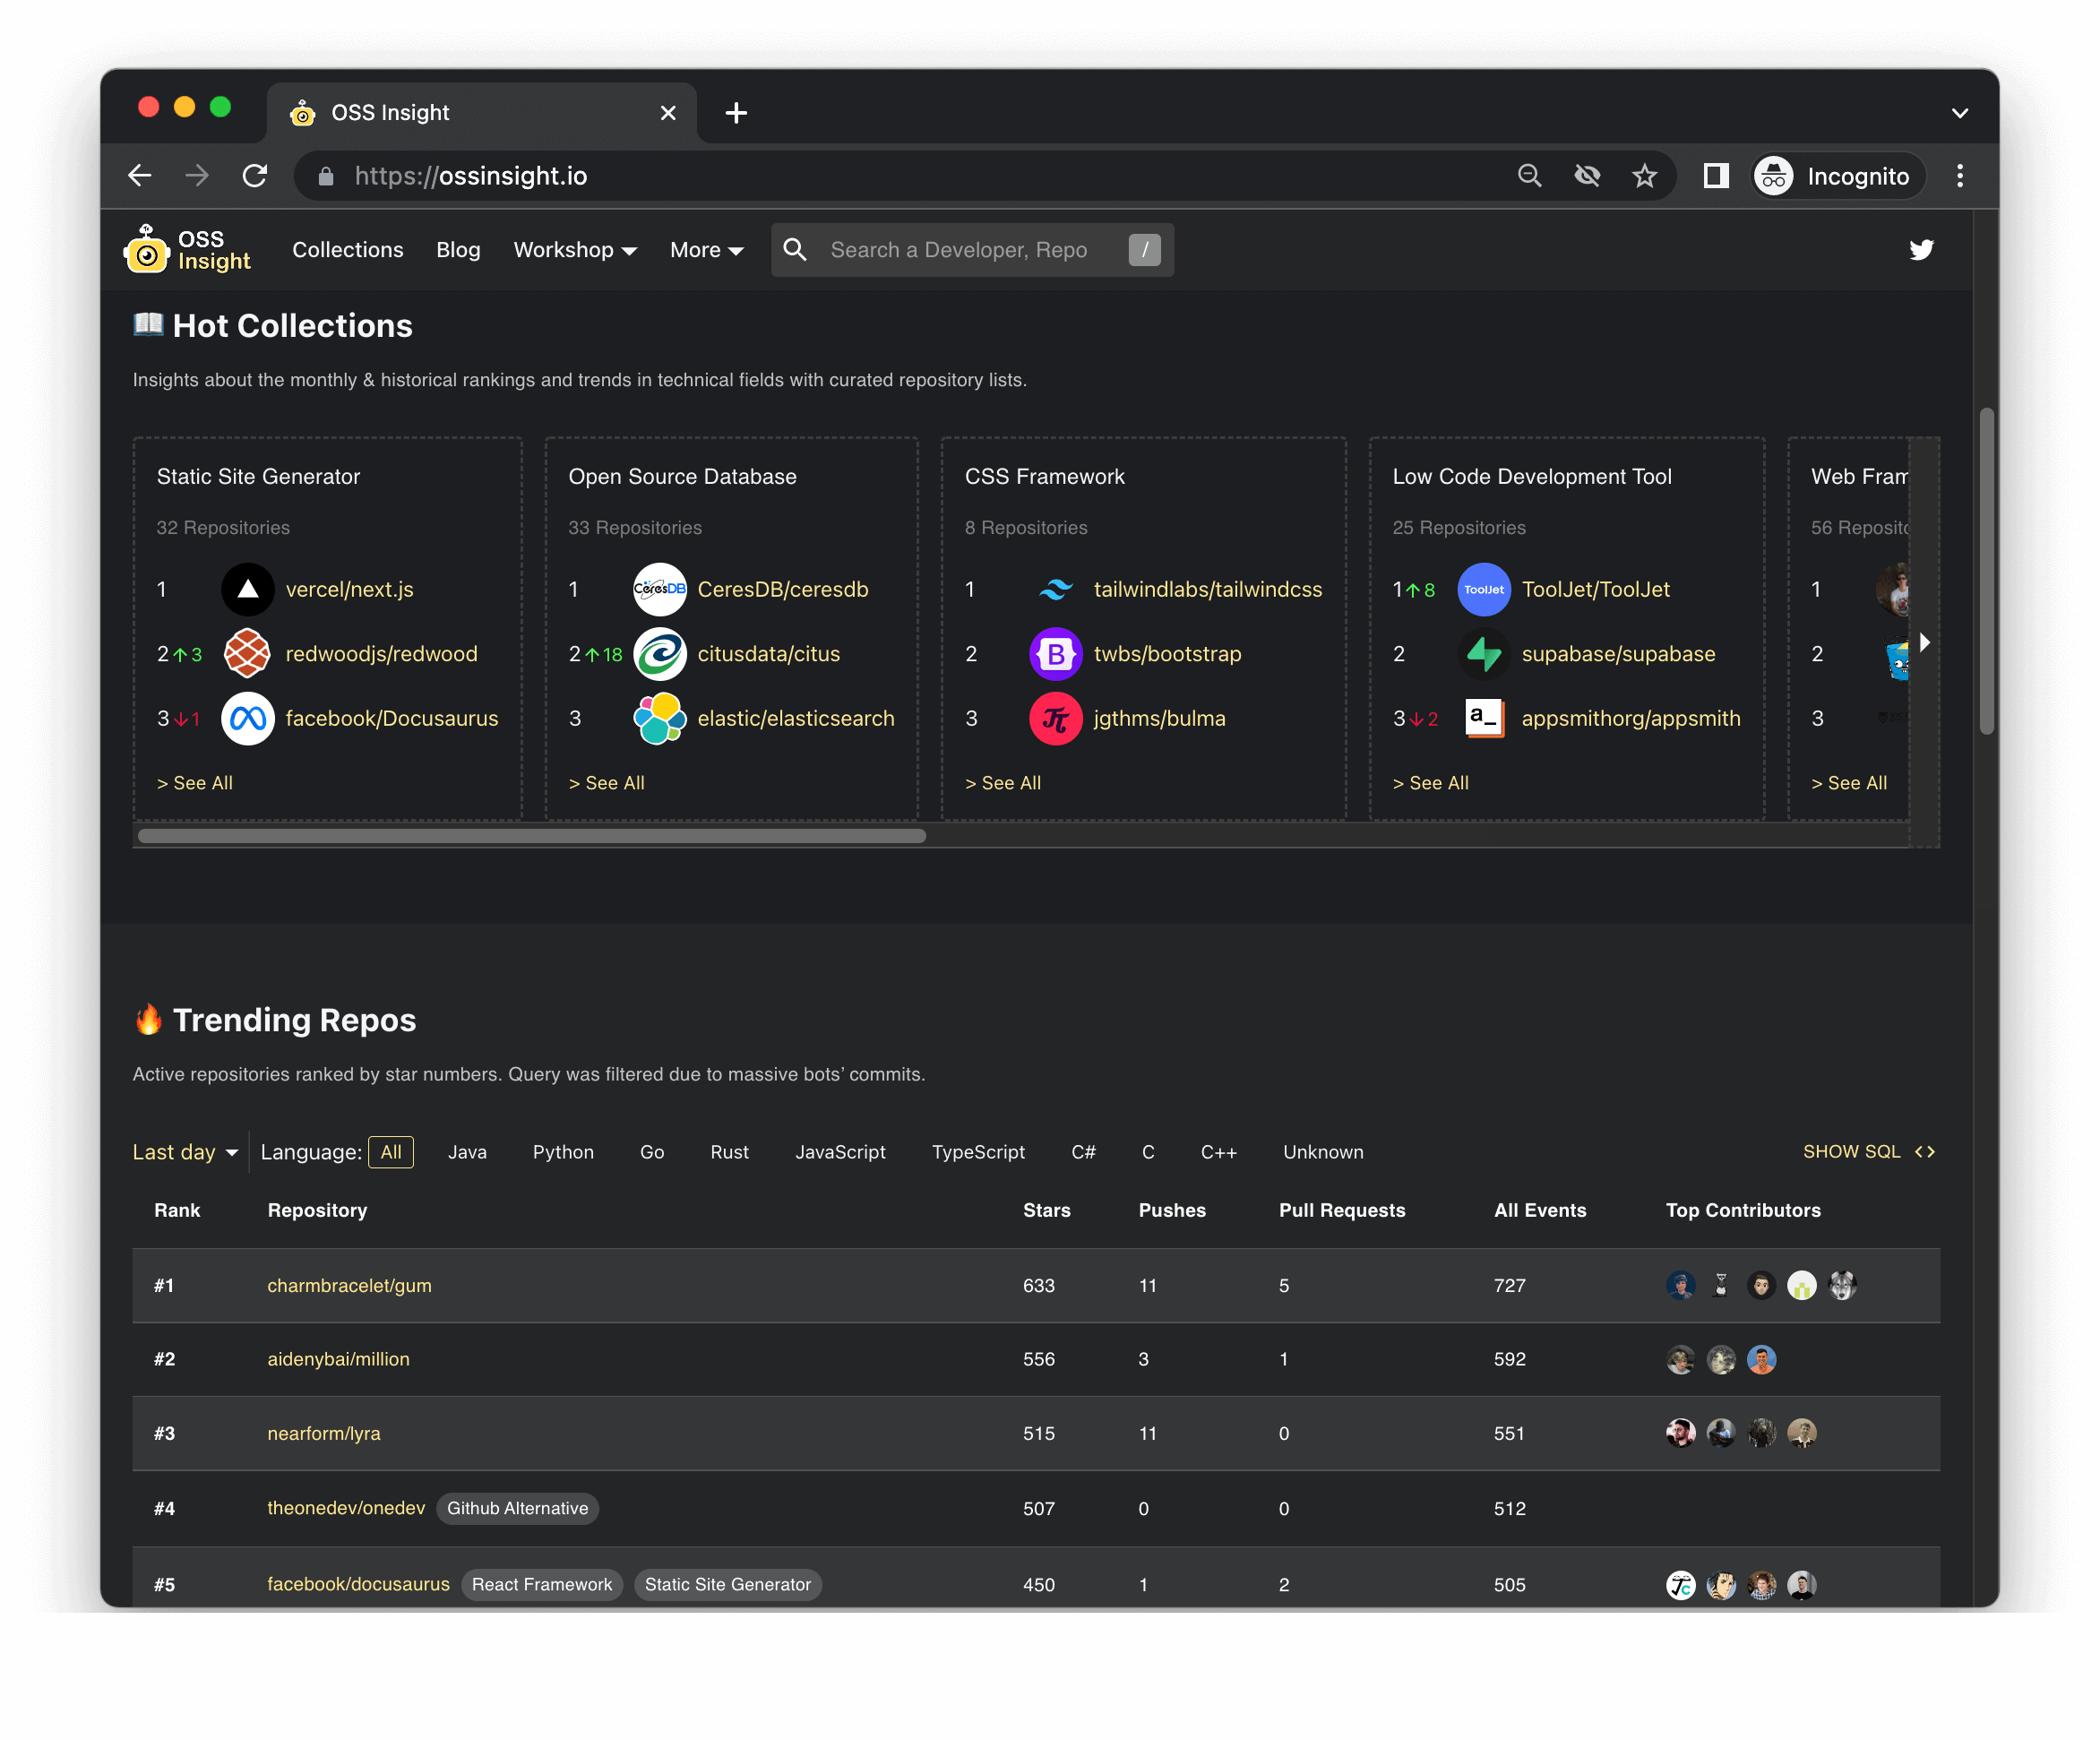 OSS Insight
https://ossinsight.io
Incognito
OSS Insight
Collections Blog Workshop More Search a Developer, Repo /
Hot Collections
Insights about the monthly & historical rankings and trends in technical fields with curated repository lists.
Static Site Generator
32 Repositories
1 vercel/next.js
2 ↑ 3 redwoodjs/redwood
3 ↓ 1 facebook/Docusaurus
> See All
Open Source Database
33 Repositories
1 CeresDB CeresDB/ceresdb
2 ↑ 18 citusdata/citus
3 elastic/elasticsearch
> See All
CSS Framework
8 Repositories
1 tailwindlabs/tailwindcss
2 B twbs/bootstrap
3 jgthms/bulma
> See All
Low Code Development Tool
25 Repositories
1 ↑ 8 ToolJet ToolJet/ToolJet
2 supabase/supabase
3 ↓ 2 a_ appsmithorg/appsmith
> See All
Web Fram
56 Reposito
1
2
3
> See All
Trending Repos
Active repositories ranked by star numbers. Query was filtered due to massive bots’ commits.
Last day Language: All Java Python Go Rust JavaScript TypeScript C# C C++ Unknown SHOW SQL <>
Rank Repository Stars Pushes Pull Requests All Events Top Contributors
#1 charmbracelet/gum 633 11 5 727
#2 aidenybai/million 556 3 1 592
#3 nearform/lyra 515 11 0 551
#4 theonedev/onedev Github Alternative 507 0 0 512
#5 facebook/docusaurus React Framework Static Site Generator 450 1 2 505